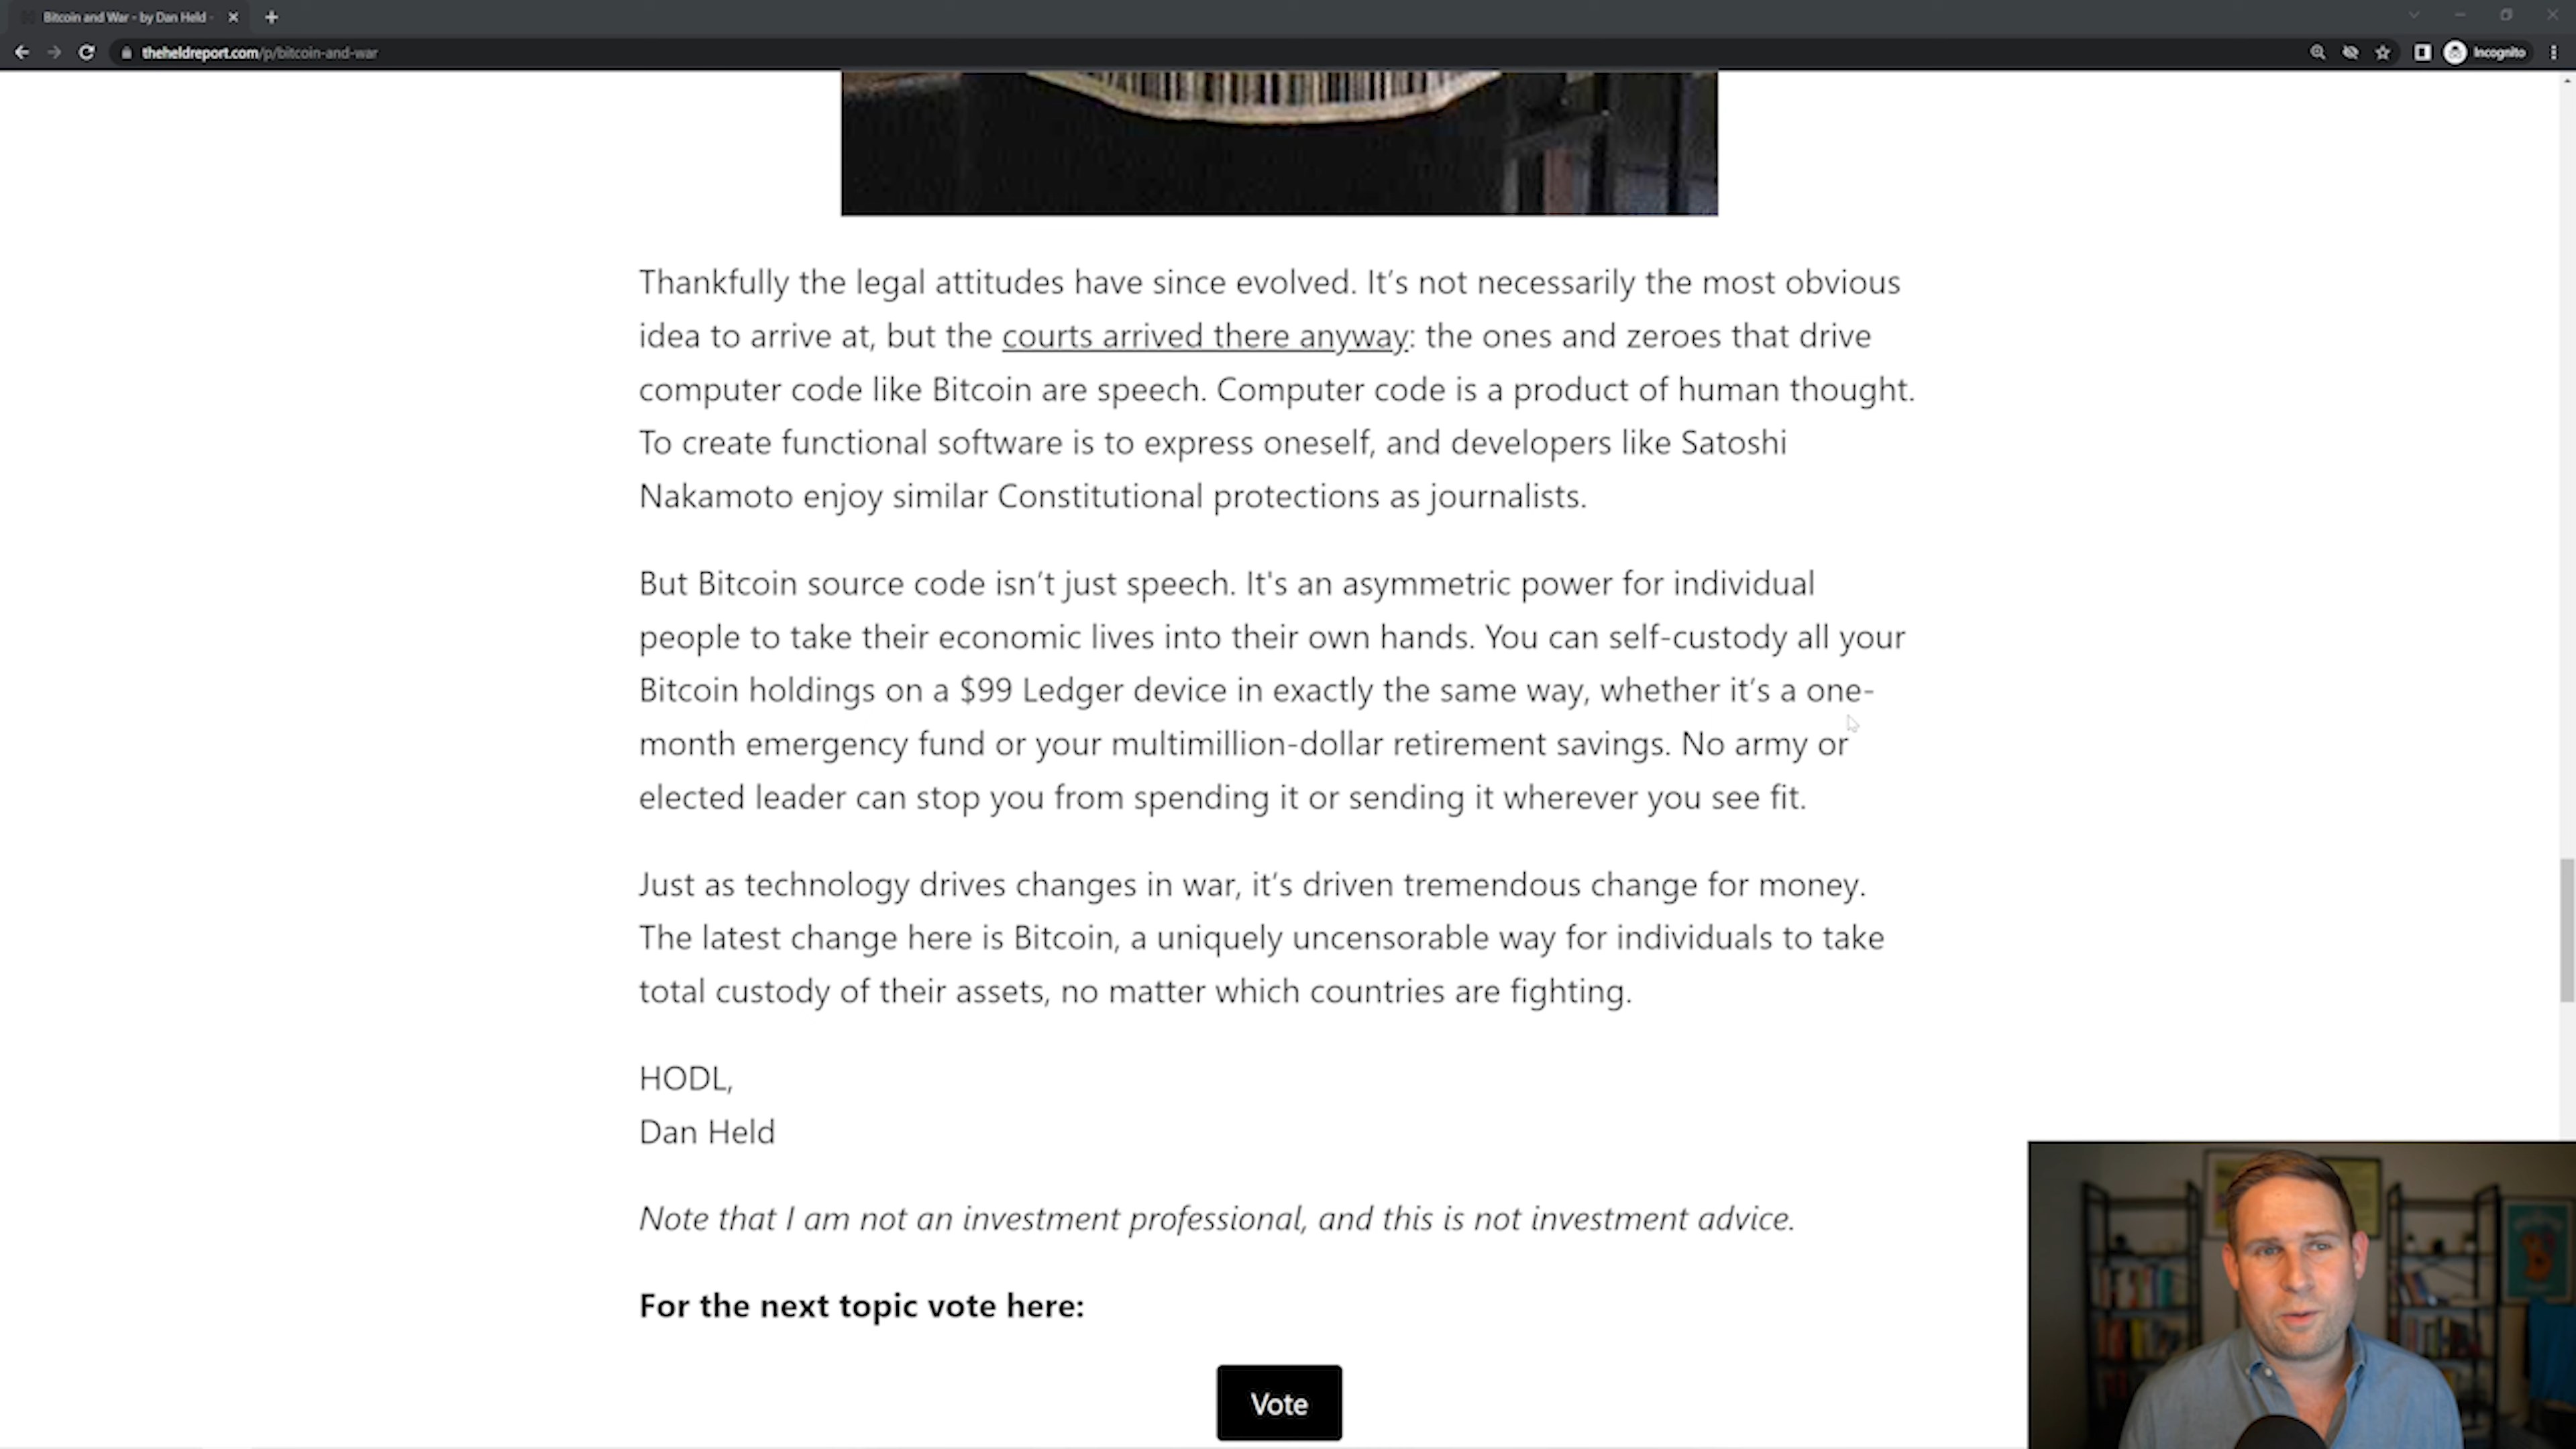 Bitcoin and War - by Dan Held -
theheldreport.com/p/bitcoin-and-war
Incognito
Thankfully the legal attitudes have since evolved. It’s not necessarily the most obvious
idea to arrive at, but the courts arrived there anyway: the ones and zeroes that drive
computer code like Bitcoin are speech. Computer code is a product of human thought.
To create functional software is to express oneself, and developers like Satoshi
Nakamoto enjoy similar Constitutional protections as journalists.
But Bitcoin source code isn’t just speech. It's an asymmetric power for individual
people to take their economic lives into their own hands. You can self-custody all your
Bitcoin holdings on a $99 Ledger device in exactly the same way, whether it’s a one-
month emergency fund or your multimillion-dollar retirement savings. No army or
elected leader can stop you from spending it or sending it wherever you see fit.
Just as technology drives changes in war, it’s driven tremendous change for money.
The latest change here is Bitcoin, a uniquely uncensorable way for individuals to take
total custody of their assets, no matter which countries are fighting.
HODL,
Dan Held
Note that I am not an investment professional, and this is not investment advice.
For the next topic vote here:
Vote